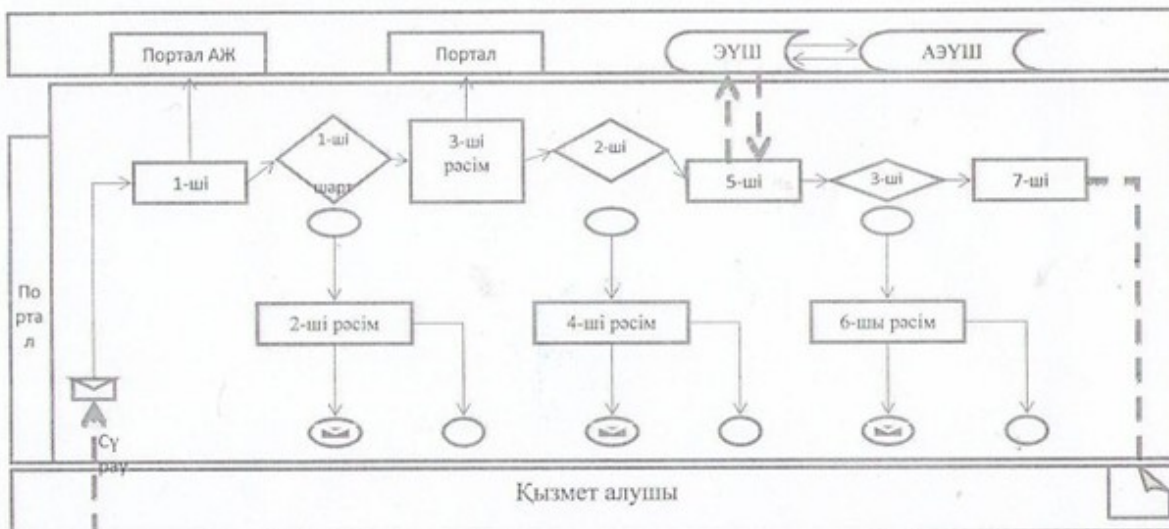 Портал АЖ
Портал
ЭҮШ
АЭҮШ
1-ші
1-ші
шарт
3-ші
рәсім
2-ші
5-ші
3-ші
7-ші
По
рта
л
2-ші рәсім
4-ші рәсім
6-шы рәсім
Сұ
рау
Қызмет алушы